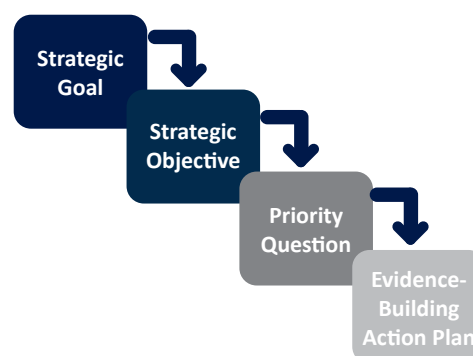 Strategic
Goal
Strategic
Objective
Priority
Question
Evidence-
Building
Action Plan